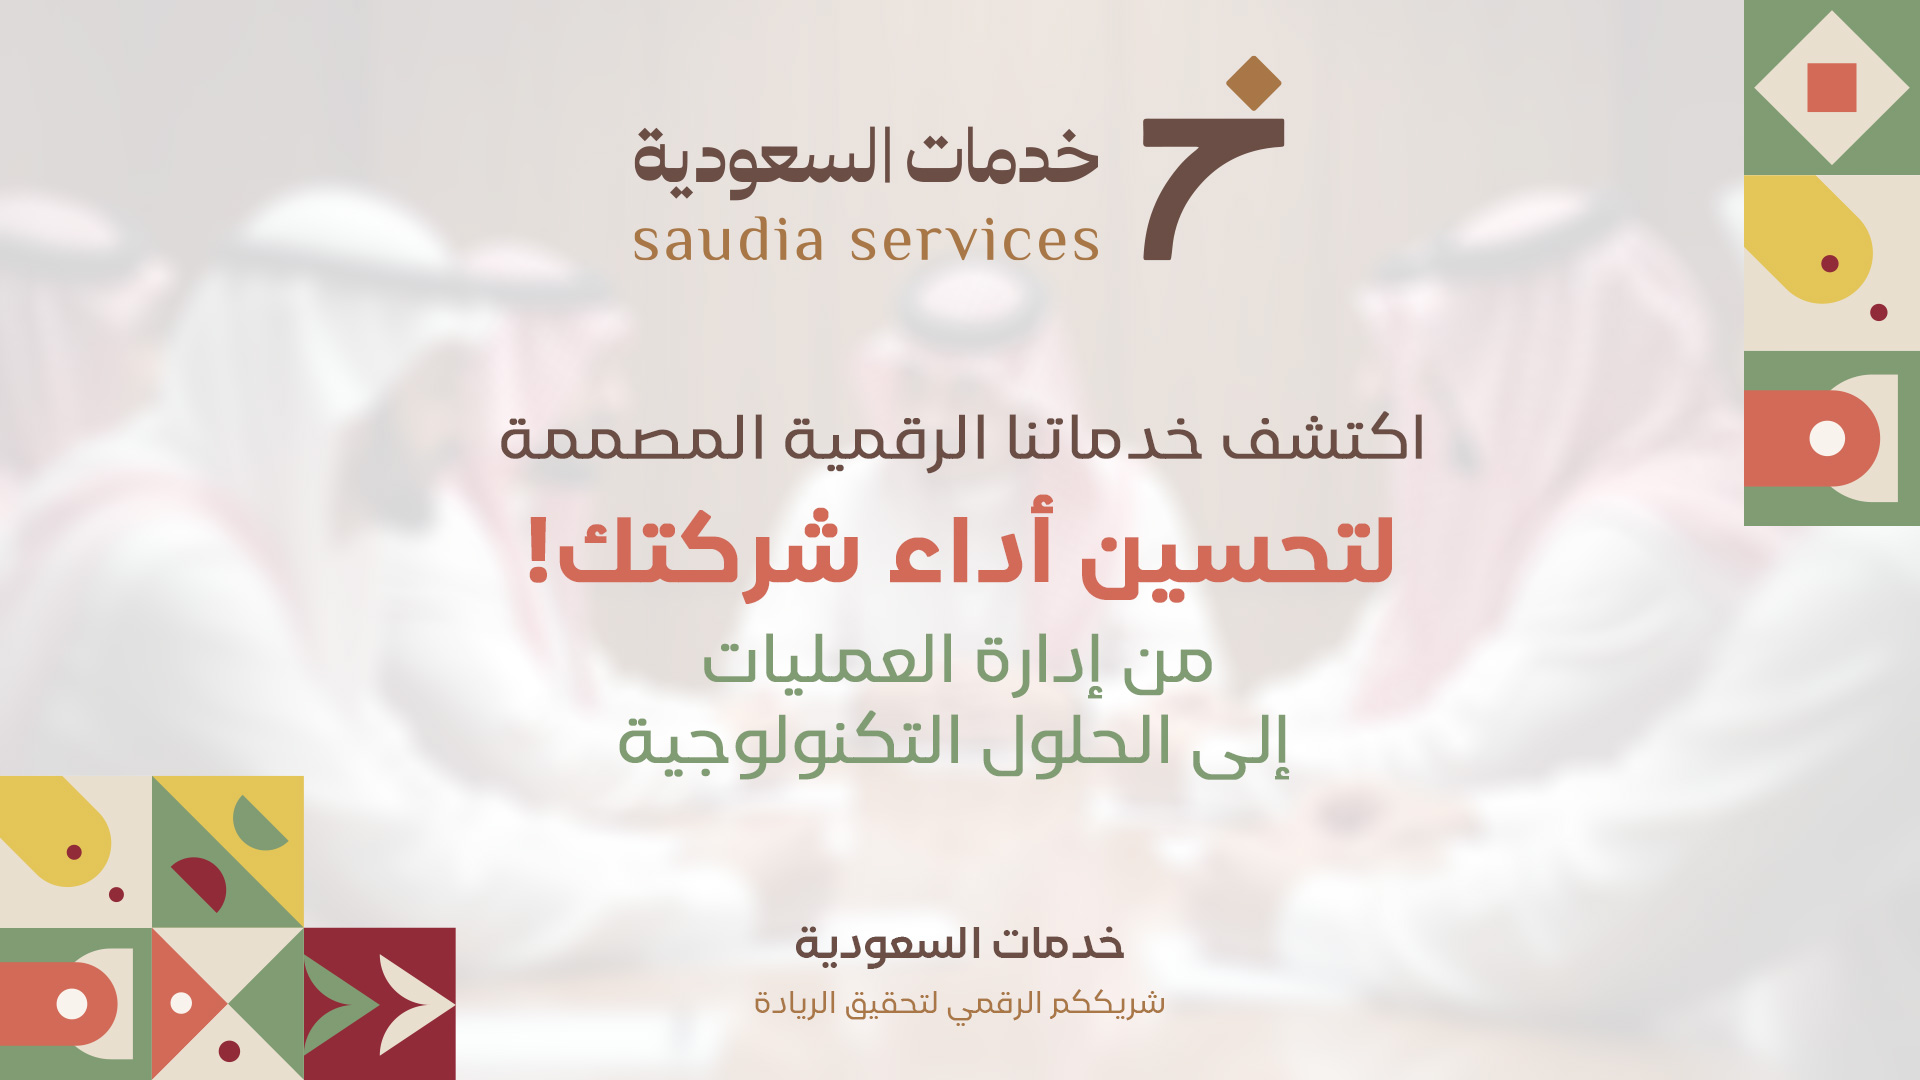 خدمات السعودية
saudia services
اكتشف خدماتنا الرقمية المصممة
لتحسين أداء شركتك!
من إدارة العمليات
إلى الحلول التكنولوجية
خدمات السعودية
شريككم الرقمي لتحقيق الريادة